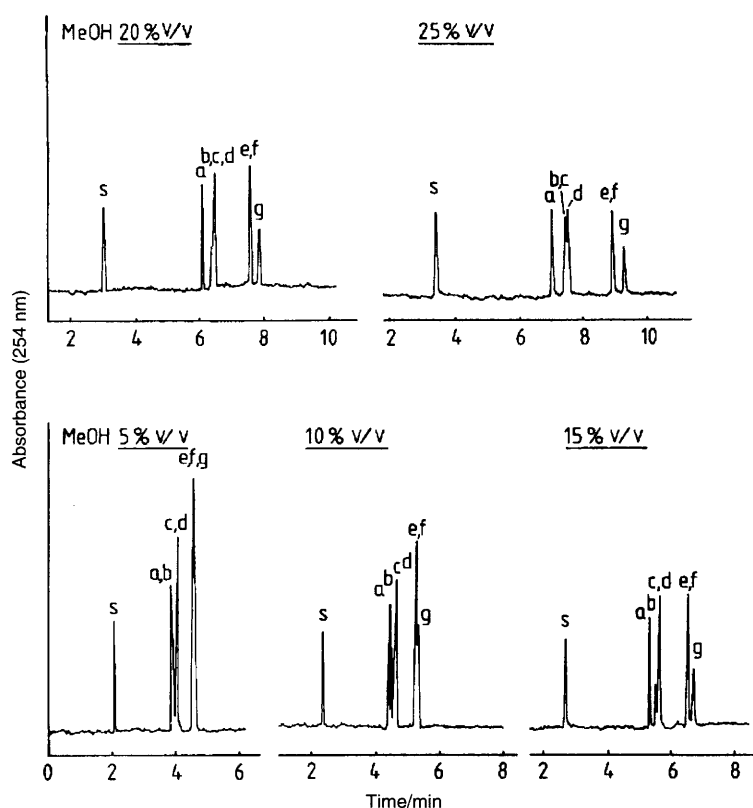 MeOH 20% v/v
25% v/v
s
a
b,c,d
e,f
g
s
a
b,c
d
e,f
g
2 4 6 8 10
2 4 6 8 10
Absorbance (254 nm)
MeOH 5% v/v
10% v/v
15% v/v
s
a,b
c,d
e,f,g
s
a
b
c
d
e,f
g
s
a
b
c,d
e,f
g
0 2 4 6
2 4 6 8
2 4 6 8
Time/min